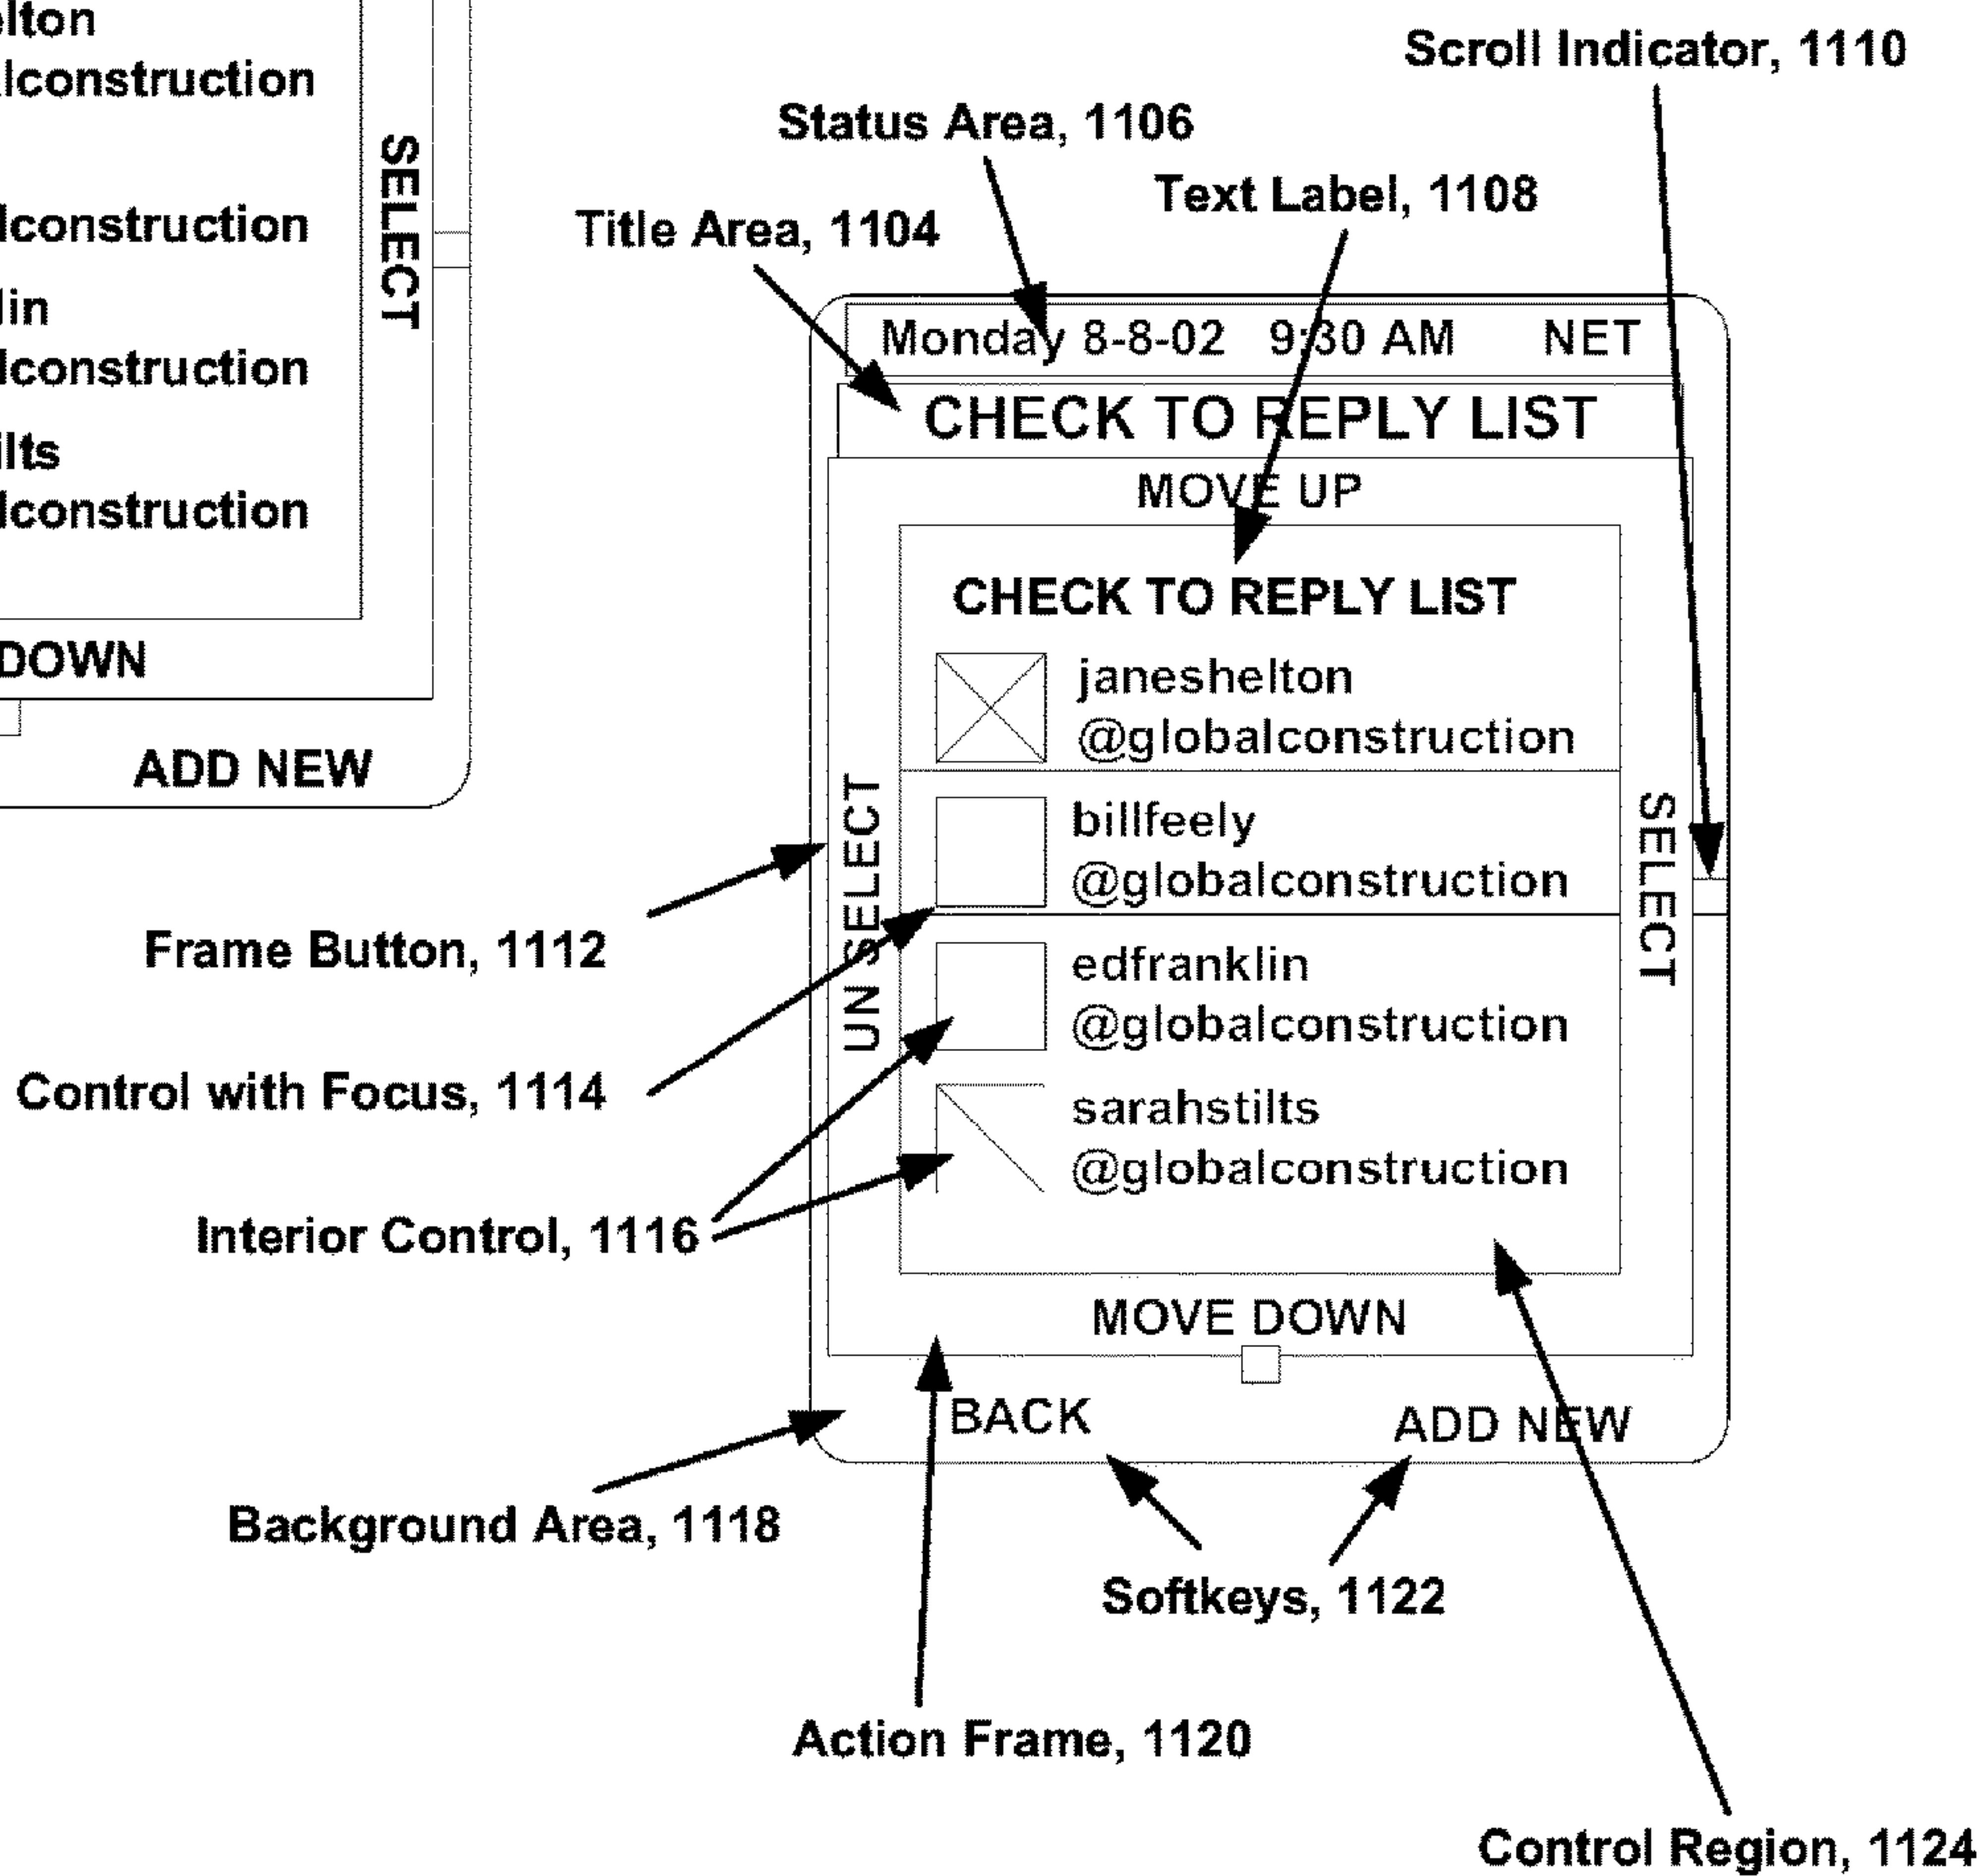 elton
lconstruction
lconstruction
lin
lconstruction
ilts
lconstruction
SELECT
DOWN
ADD NEW
Scroll Indicator, 1110
Status Area, 1106
Text Label, 1108
Title Area, 1104
Monday 8-8-02 9:30 AM NET
CHECK TO REPLY LIST
MOVE UP
CHECK TO REPLY LIST
janeshelton
@globalconstruction
billfeely
@globalconstruction
edfranklin
@globalconstruction
sarahstilts
@globalconstruction
UN SELECT
SELECT
MOVE DOWN
BACK ADD NEW
Frame Button, 1112
Control with Focus, 1114
Interior Control, 1116
Background Area, 1118
Softkeys, 1122
Action Frame, 1120
Control Region, 1124